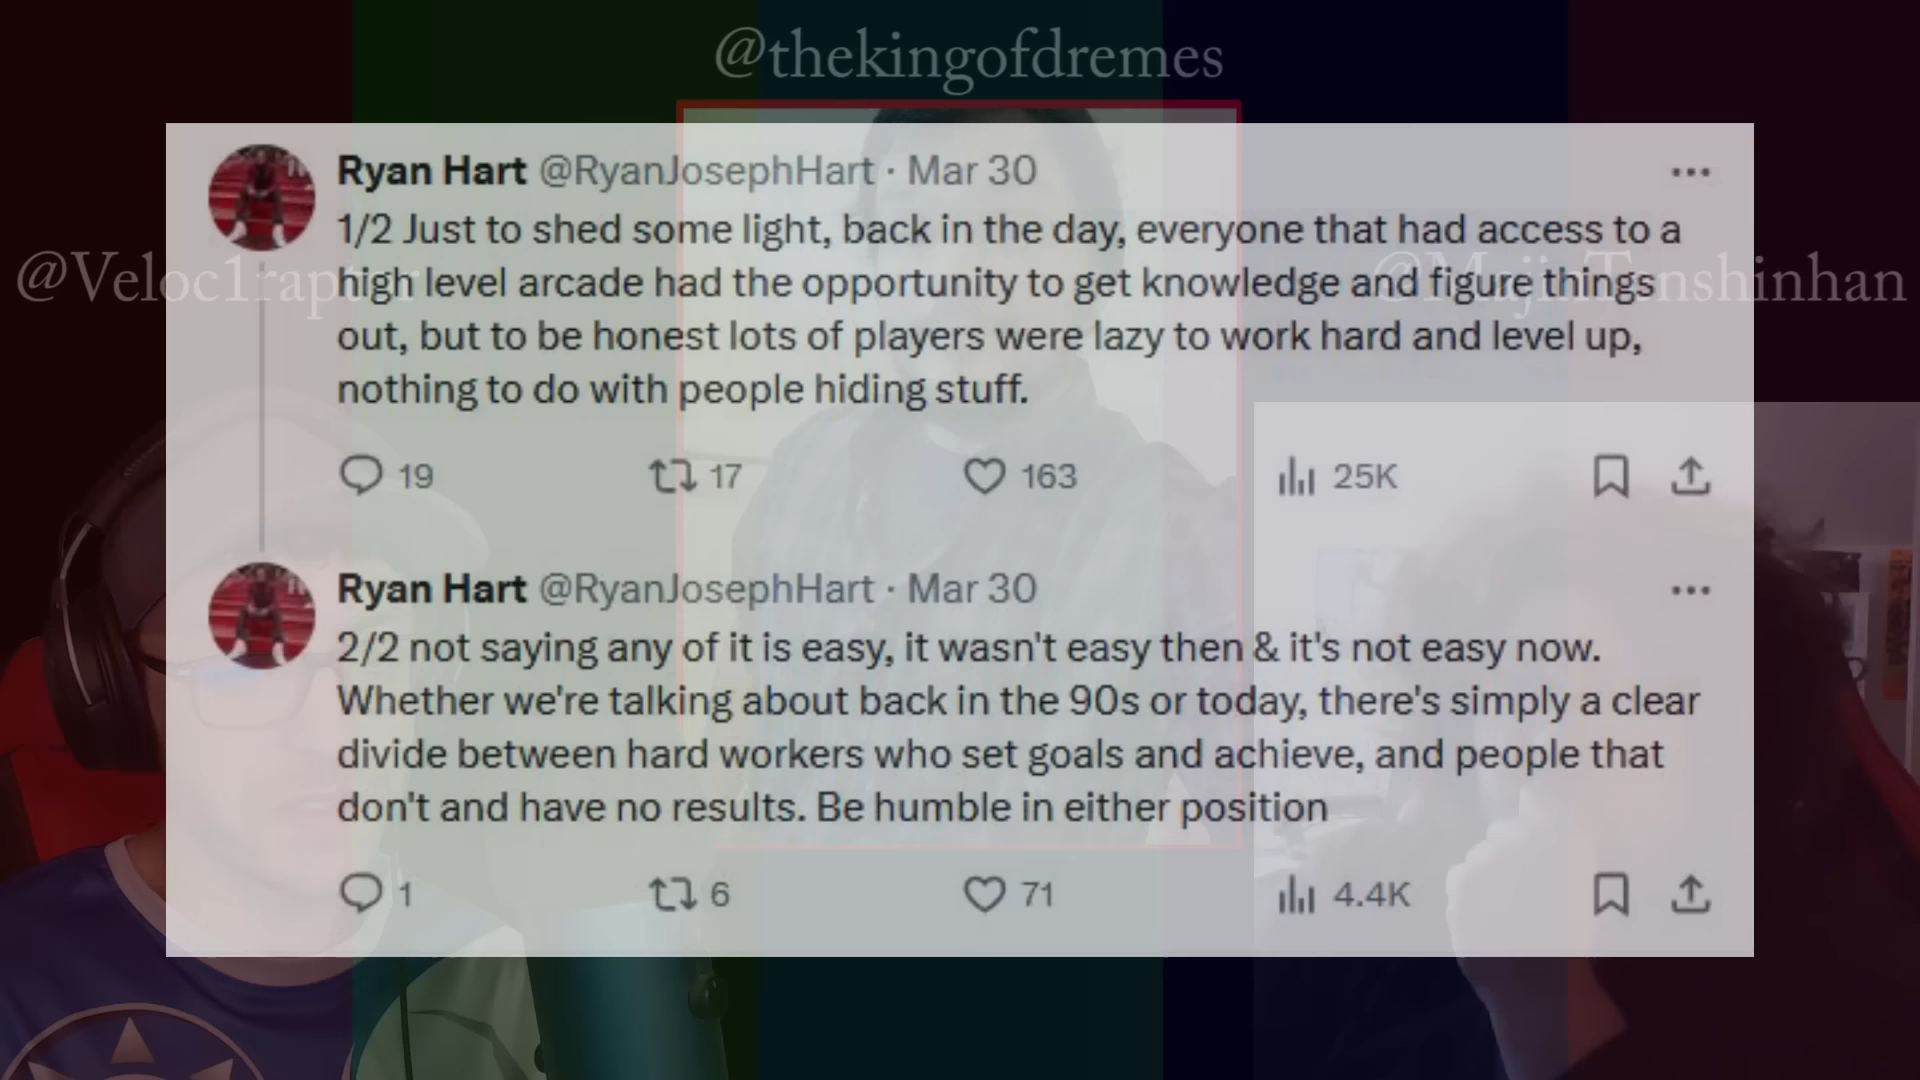 @thekingofdremes
Ryan Hart @RyanJosephHart · Mar 30
1/2 Just to shed some light, back in the day, everyone that had access to a
@Veloc1raptor
@MajinTenshinhan
high level arcade had the opportunity to get knowledge and figure things
out, but to be honest lots of players were lazy to work hard and level up,
nothing to do with people hiding stuff.
19 17 163 25K
Ryan Hart @RyanJosephHart · Mar 30
2/2 not saying any of it is easy, it wasn't easy then & it's not easy now.
Whether we're talking about back in the 90s or today, there's simply a clear
divide between hard workers who set goals and achieve, and people that
don't and have no results. Be humble in either position
1 6 71 4.4K